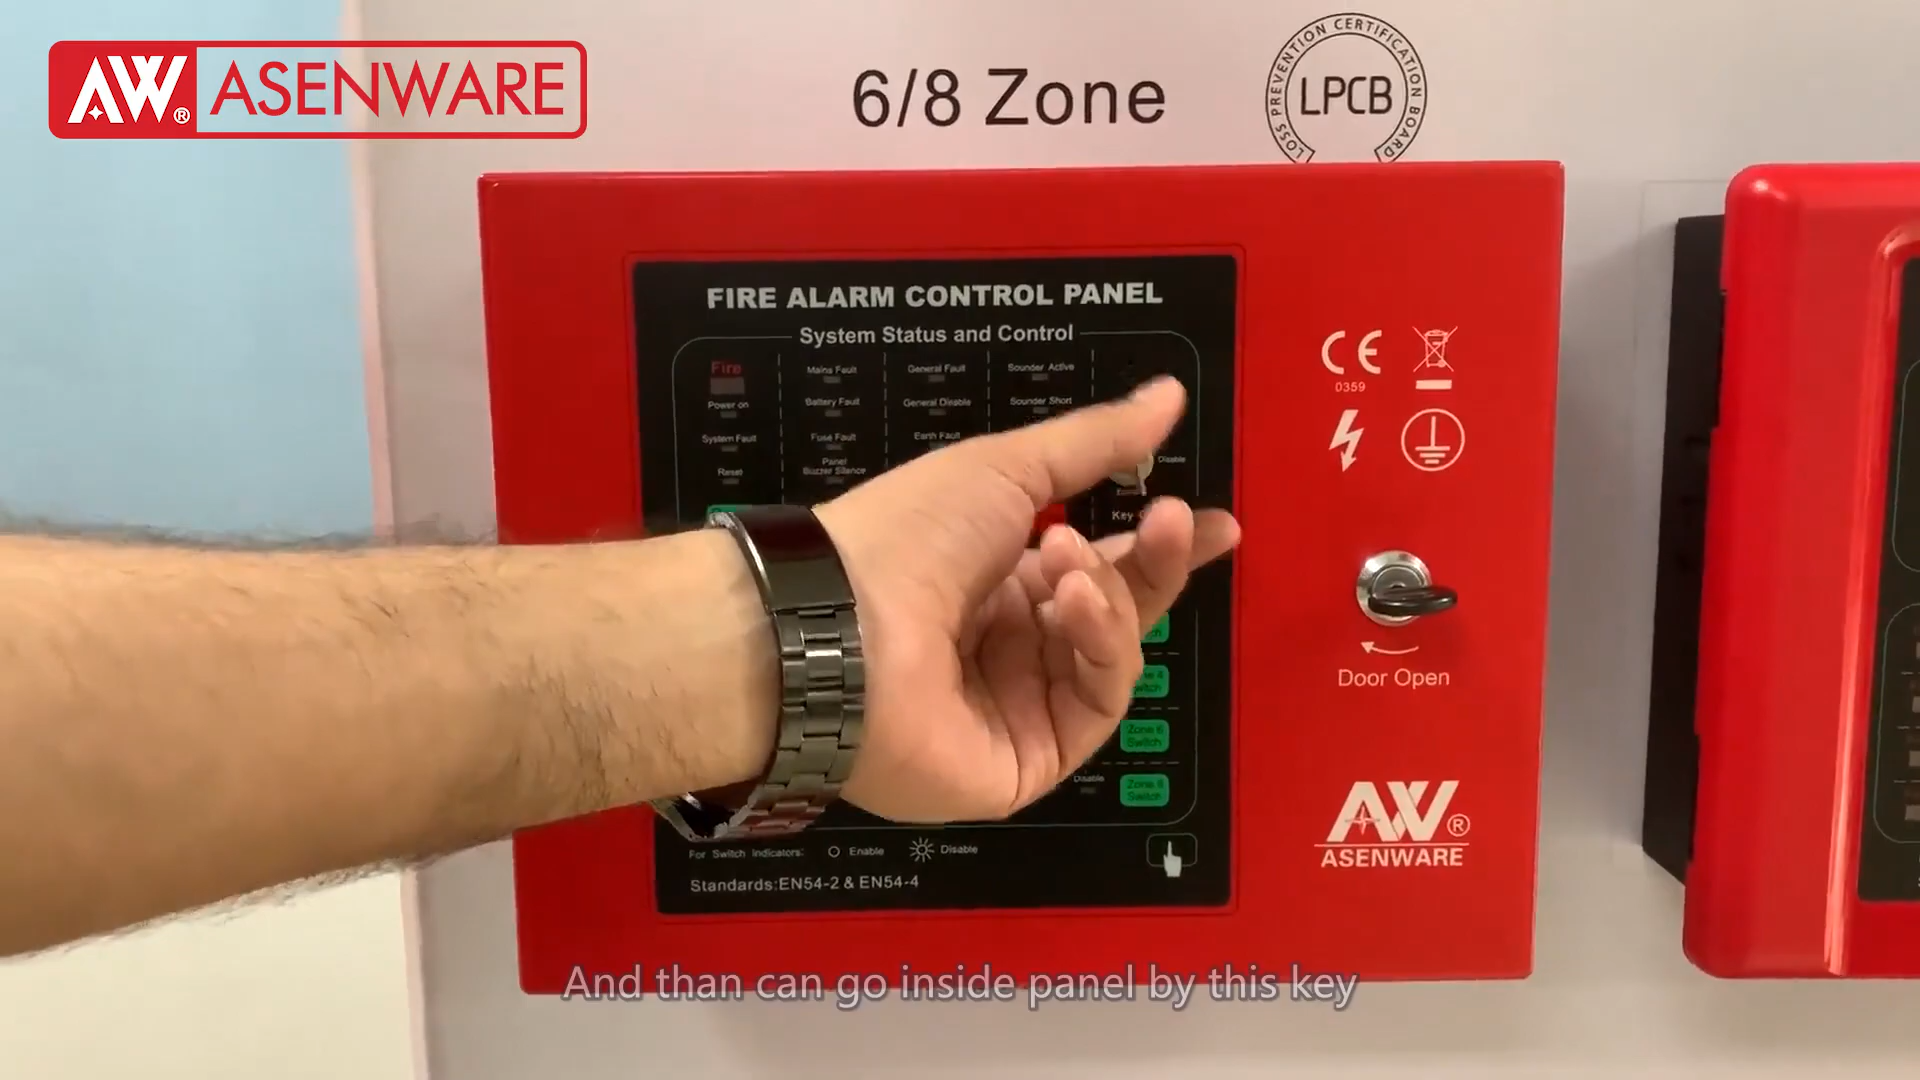 AW® ASENWARE
6/8 Zone
LOSS PREVENTION CERTIFICATION BOARD
LPCB
FIRE ALARM CONTROL PANEL
System Status and Control
Fire
Mains Fault
General Fault
Sounder Active
Power on
Battery Fault
General Disable
Sounder Short
System Fault
Fuse Fault
Earth Fault
Reset
Panel
Buzzer Silence
Disable
Key
CE
0359
Door Open
Zone 6
Switch
Disable
Zone 8
Switch
For Switch Indicators:
Enable
Disable
Standards:EN54-2 & EN54-4
AW®
ASENWARE
And than can go inside panel by this key